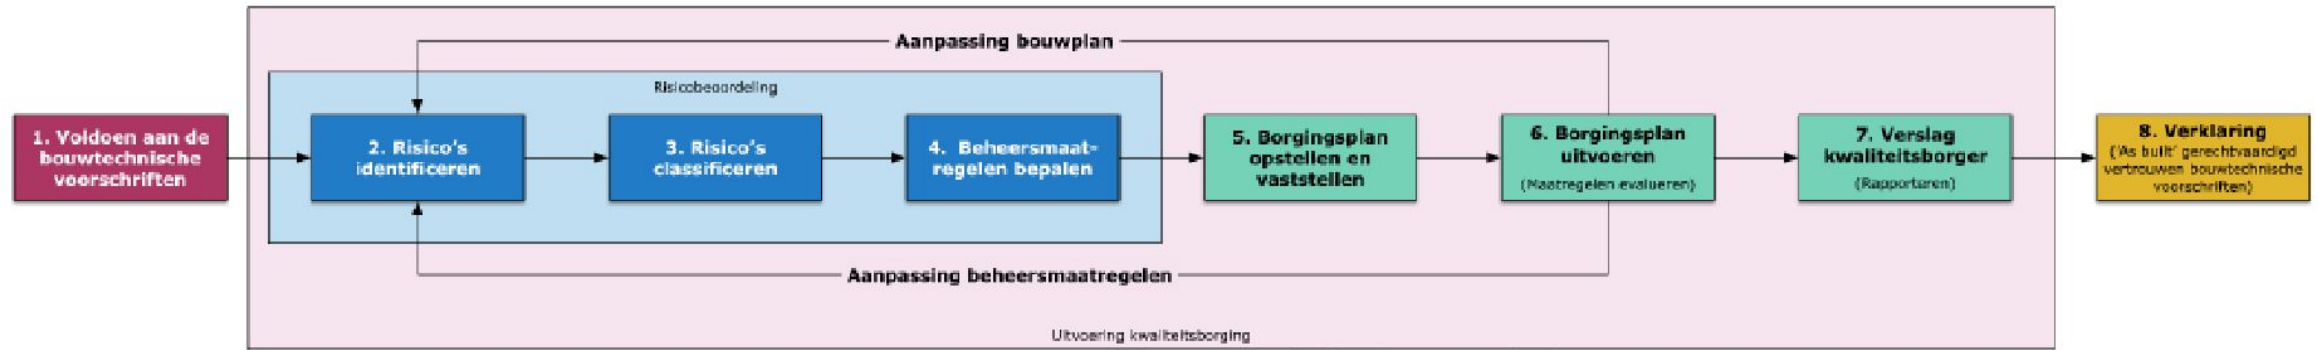 Aanpassing bouwplan
Risicobeoordeling
1. Voldoen aan de
bouwtechnische
voorschriften
2. Risico's
identificeren
3. Risico's
classificeren
4. Beheersmaat-
regelen bepalen
5. Borgingsplan
opstellen en
vaststellen
6. Borgingsplan
uitvoeren
(Maatregelen evalueren)
7. Verslag
kwaliteitsborger
(Rapporteren)
8. Verklaring
('As built' gerechtvaardigd
vertrouwen bouwtechnische
voorschriften)
Aanpassing beheersmaatregelen
Uitvoering kwaliteitsborging